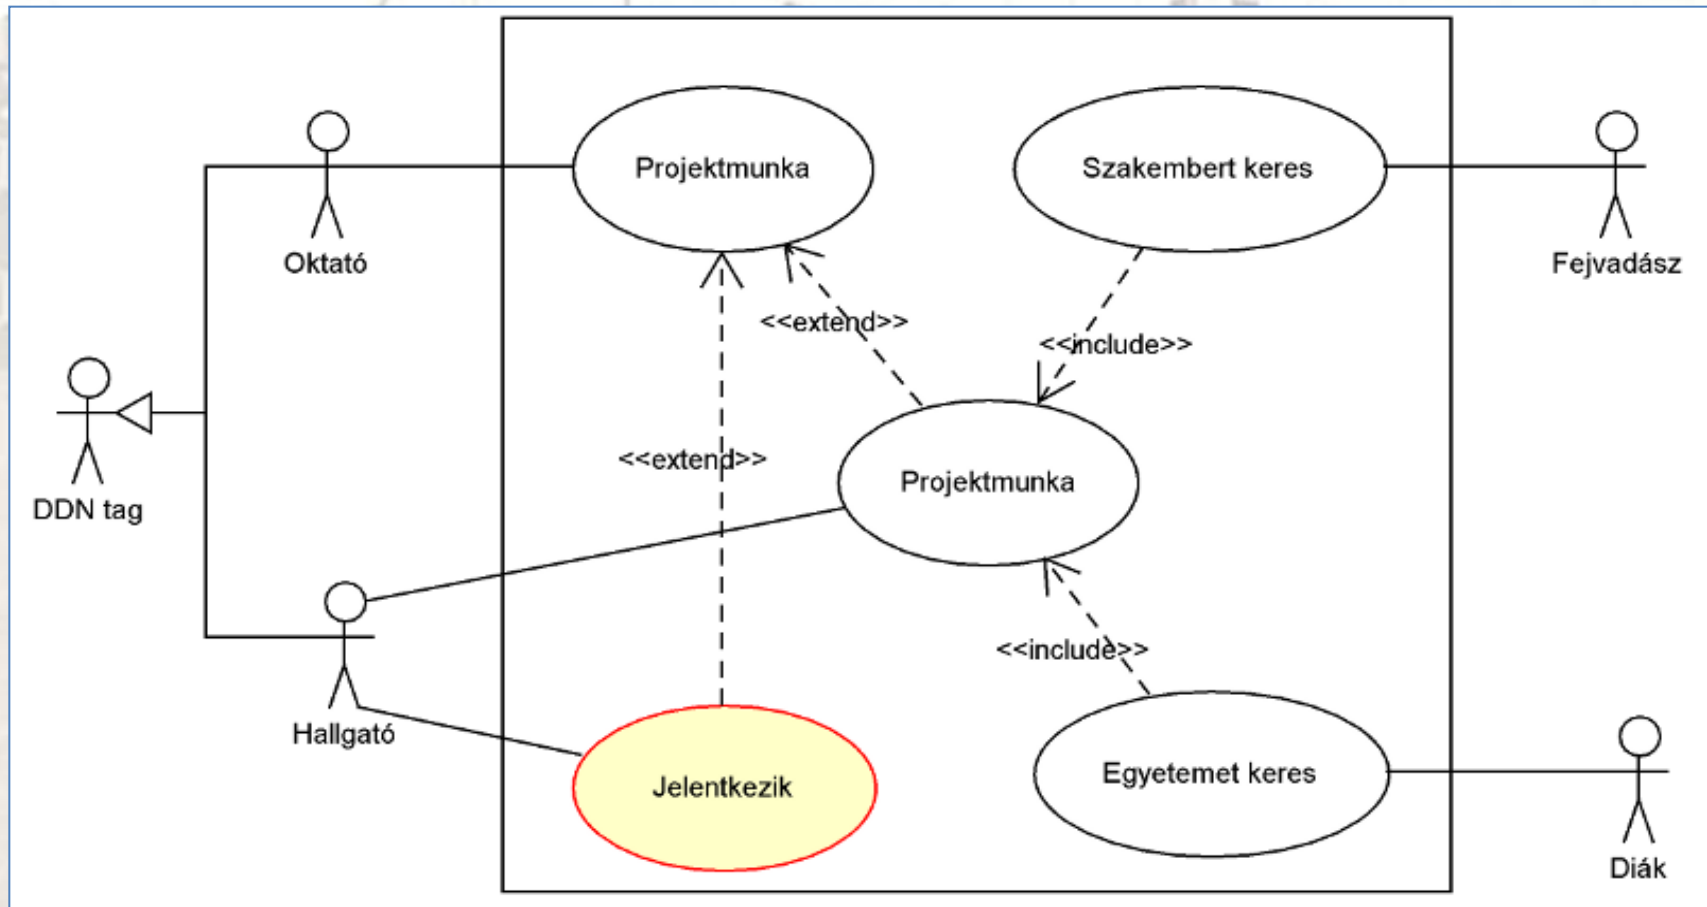 Projektmunka
Szakembert keres
Oktató
Fejvadász
<<extend>>
<<include>>
<<extend>>
Projektmunka
DDN tag
<<include>>
Hallgató
Jelentkezik
Egyetemet keres
Diák